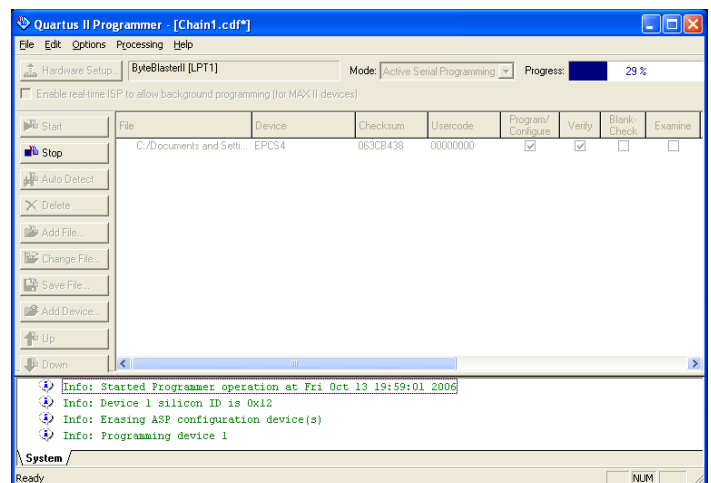 Quartus II Programmer - [Chain1.cdf*]
File Edit Options Processing Help
Hardware Setup... ByteBlasterII [LPT1] Mode: Active Serial Programming Progress: 29 %
Enable real-time ISP to allow background programming (for MAX II devices)
Start
Stop
Auto Detect
Delete
Add File...
Change File...
Save File...
Add Device...
Up
Down
File Device Checksum Usercode Program/Configure Verify Blank-Check Examine
C:/Documents and Setti... EPCS4 063CB438 00000000
Info: Started Programmer operation at Fri Oct 13 19:59:01 2006
Info: Device 1 silicon ID is 0x12
Info: Erasing ASP configuration device(s)
Info: Programming device 1
System
Ready NUM